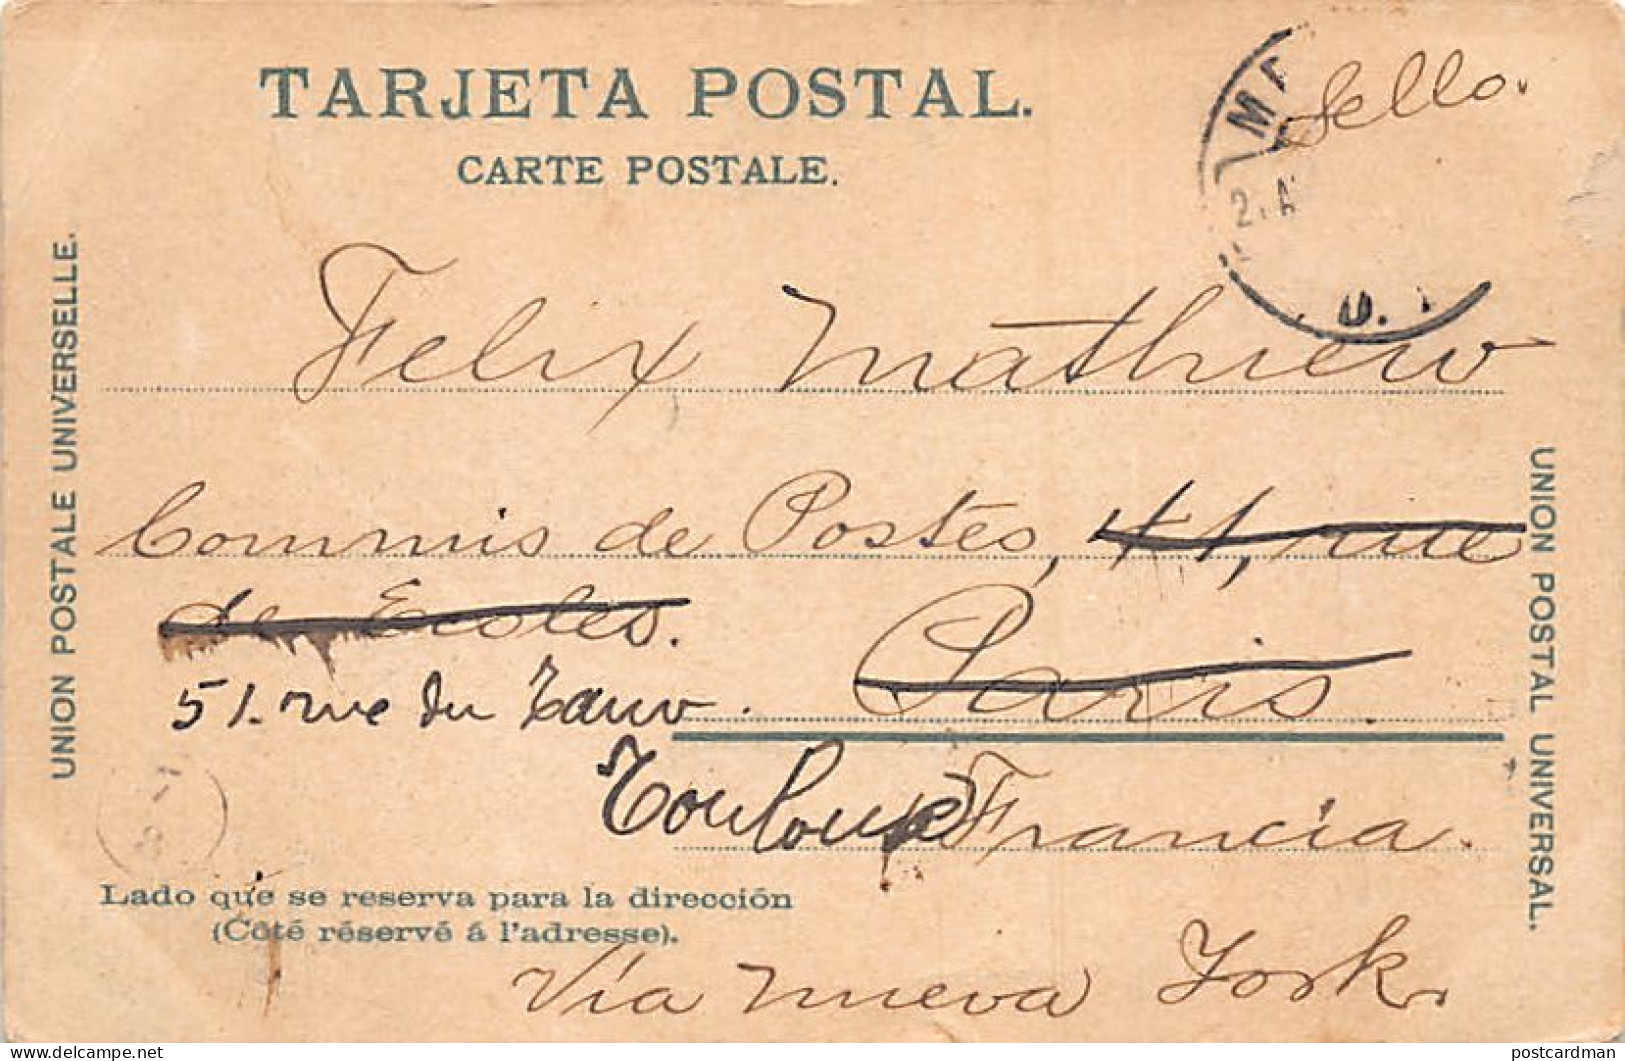 TARJETA POSTAL.
CARTE POSTALE.
Sello.
UNION POSTALE UNIVERSELLE.
UNION POSTAL UNIVERSAL.
Felix Mathieu
Commis de Postes, 41, rue
de Ecoles. Paris.
51. rue du Taur.
Toulouse Francia.
Lado que se reserva para la dirección
(Côté réservé á l'adresse).
Vía Nueva York.
delcampe.net
postcardman